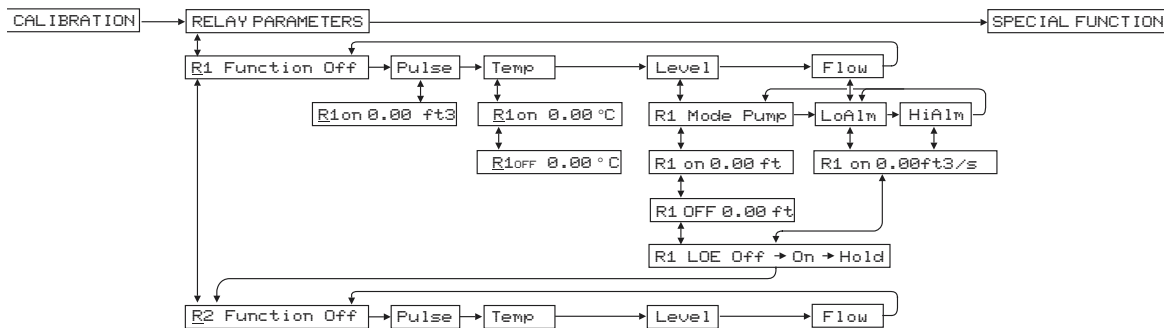 CALIBRATION RELAY PARAMETERS SPECIAL FUNCTION
R1 Function Off Pulse Temp Level Flow
R1on 0.00 ft3 R1on 0.00 °C R1 Mode Pump LoAlm HiAlm
R1OFF 0.00 °C R1 on 0.00 ft R1 on 0.00ft3/s
R1 OFF 0.00 ft
R1 LOE Off → On → Hold
R2 Function Off Pulse Temp Level Flow